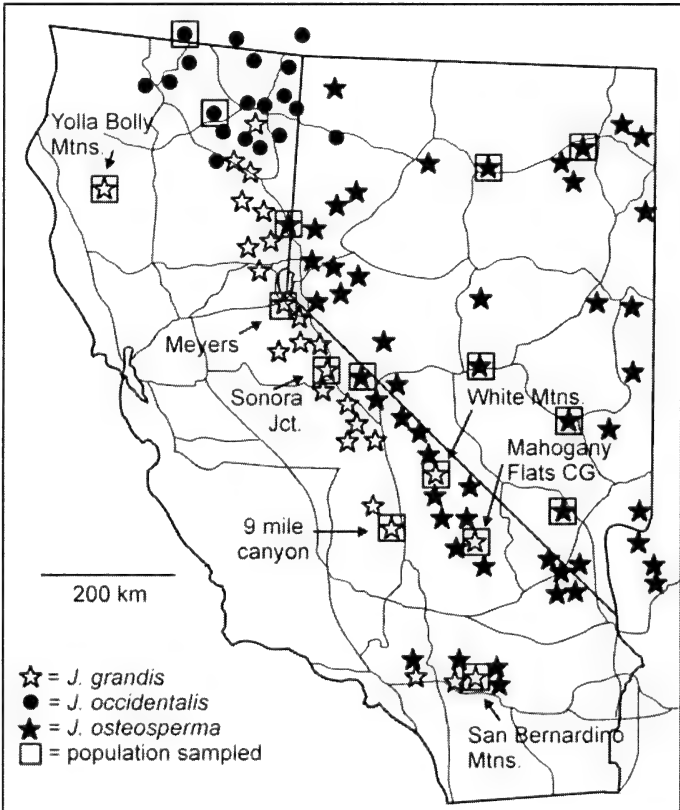 Yolla Bolly
Mtns.
Meyers
Sonora
Jct.
White Mtns.
Mahogany
Flats CG
9 mile
canyon
200 km
= J. grandis
= J. occidentalis
= J. osteosperma
= population sampled
San Bernardino
Mtns.